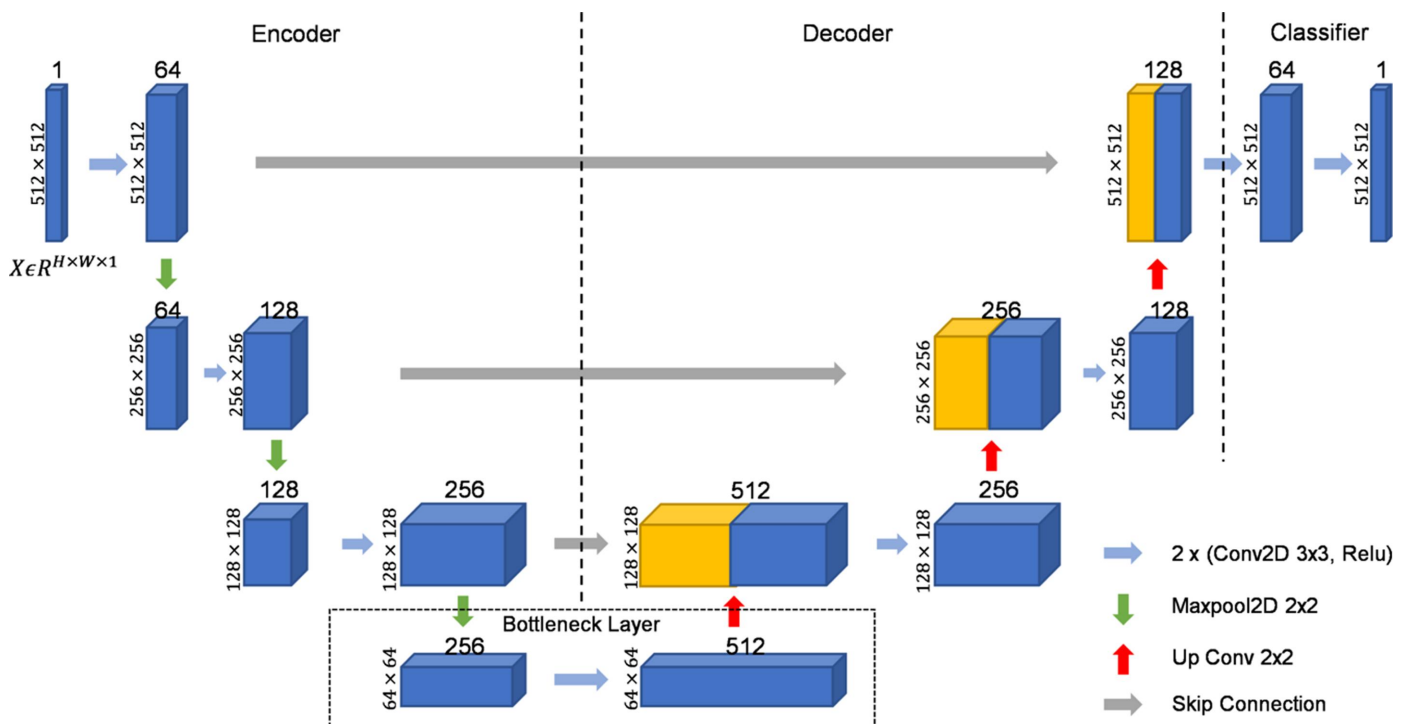 Encoder
Decoder
Classifier
1
64
128
64
1
512 × 512
512 × 512
512 × 512
512 × 512
512 × 512
XϵR^{H×W×1}
64
128
256
128
256 × 256
256 × 256
256 × 256
256 × 256
128
256
512
256
128 × 128
128 × 128
128 × 128
128 × 128
2 x (Conv2D 3x3, Relu)
Maxpool2D 2x2
Up Conv 2x2
Skip Connection
Bottleneck Layer
256
512
64 × 64
64 × 64